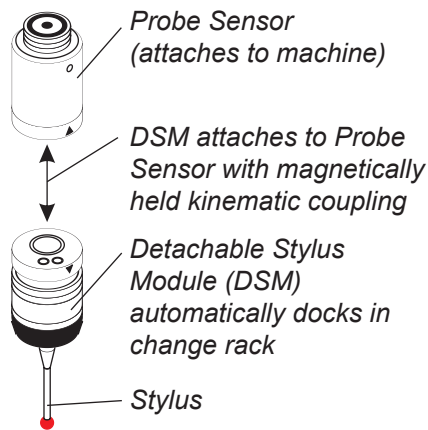 Probe Sensor
(attaches to machine)
DSM attaches to Probe
Sensor with magnetically
held kinematic coupling
Detachable Stylus
Module (DSM)
automatically docks in
change rack
Stylus